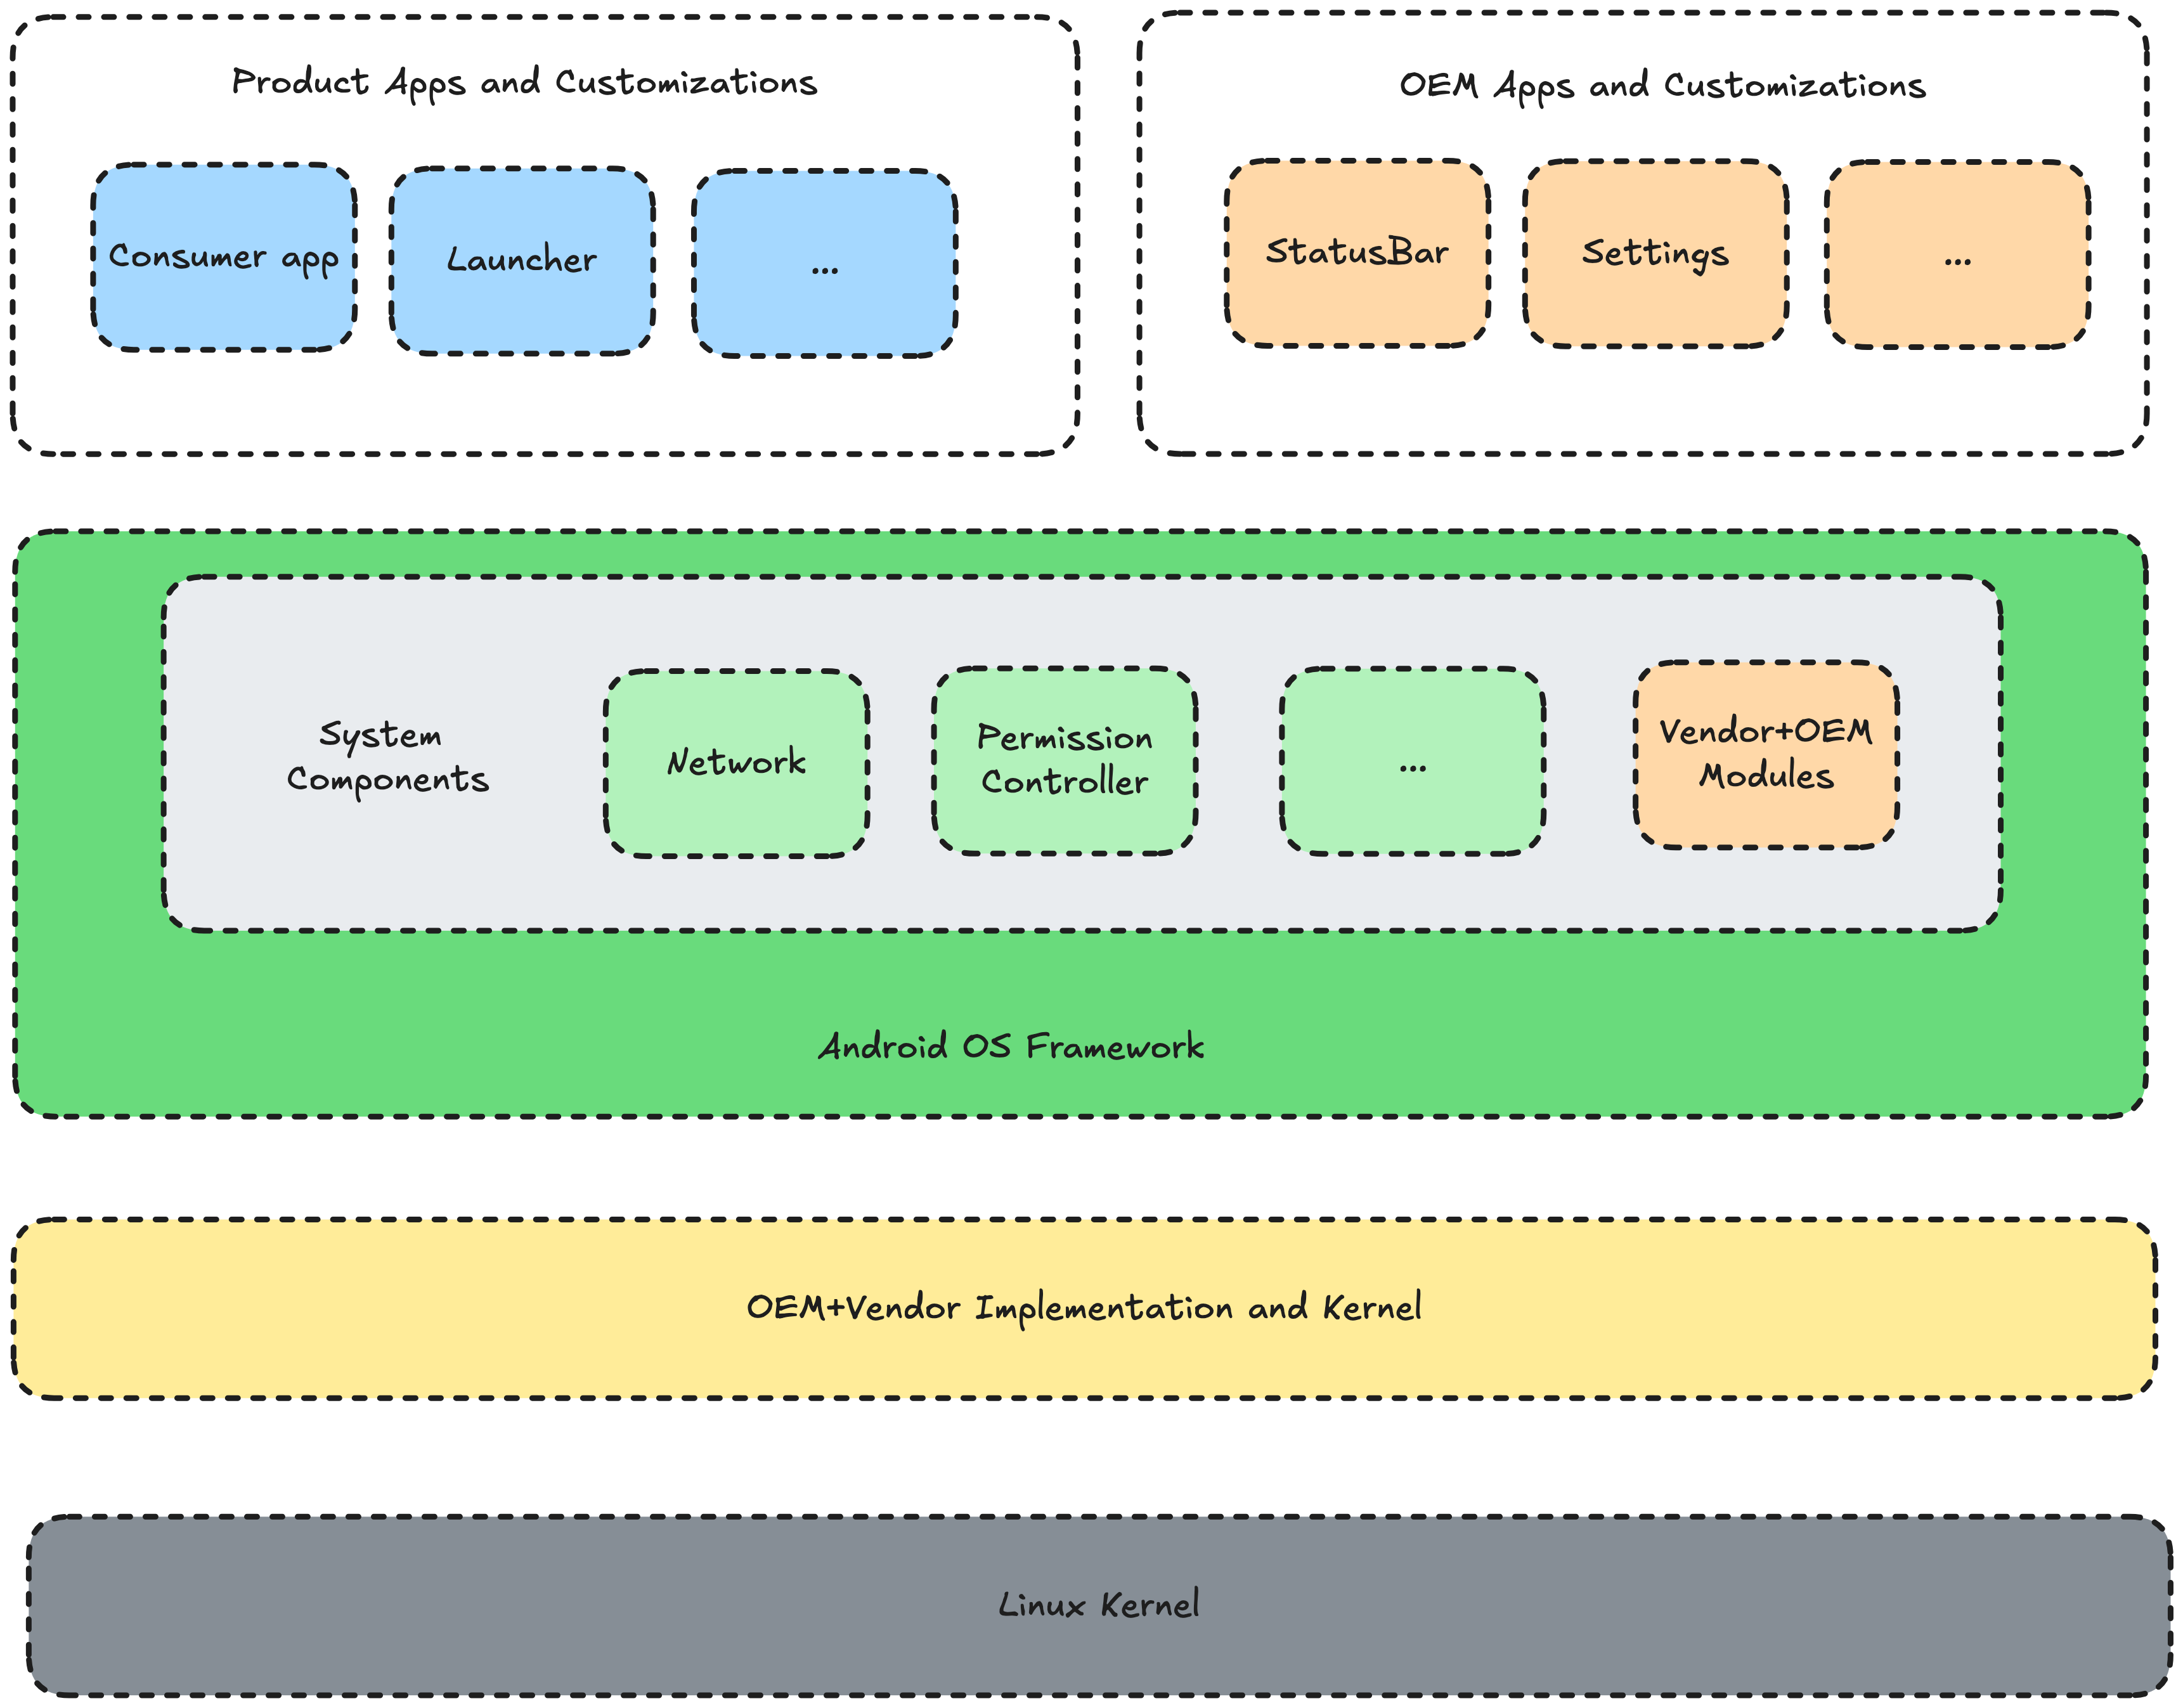 Product Apps and Customizations
OEM Apps and Customizations
Consumer app
Launcher
...
StatusBar
Settings
...
System
Components
Network
Permission
Controller
...
Vendor+OEM
Modules
Android OS Framework
OEM+Vendor Implementation and Kernel
Linux Kernel